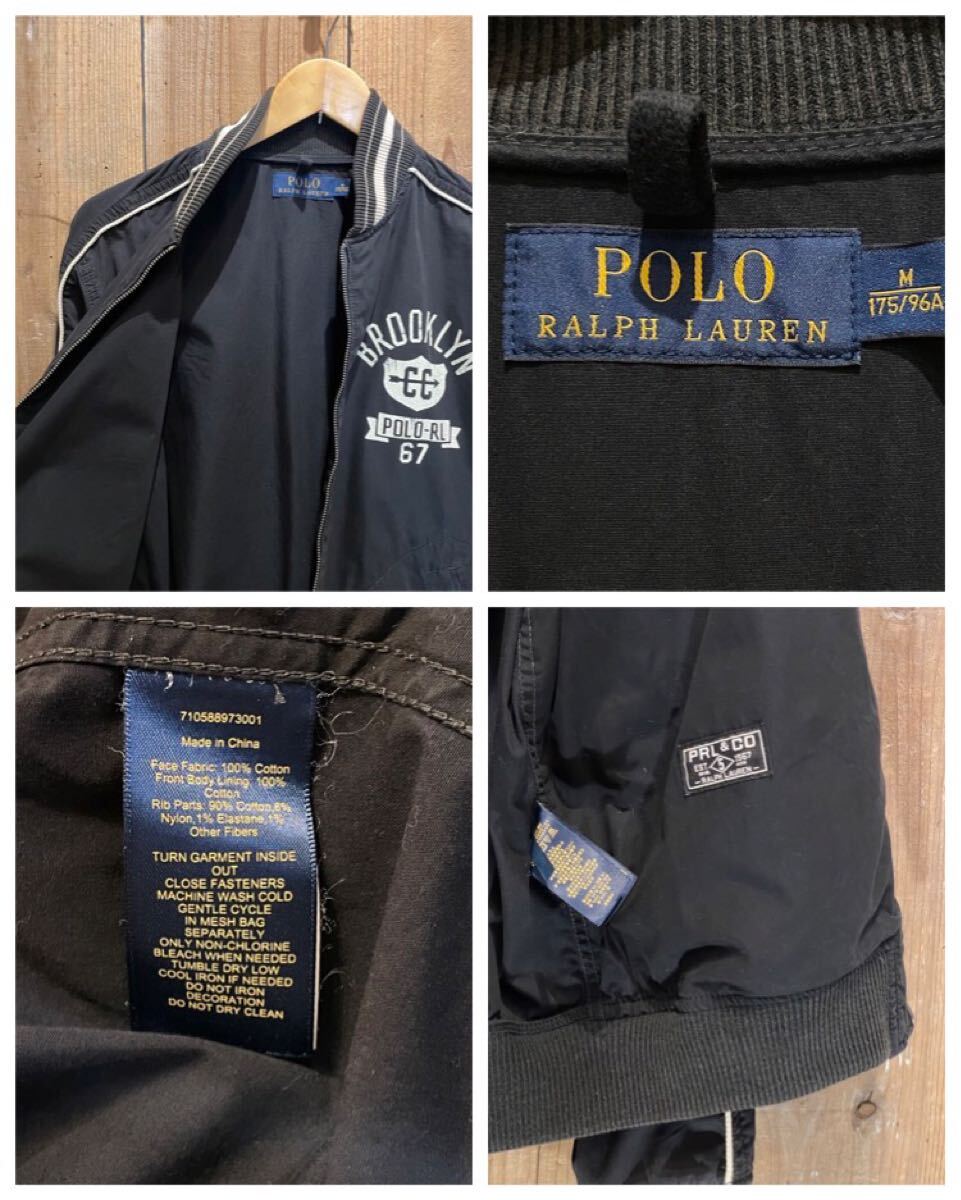 POLO
RALPH LAUREN
BROOKLYN
CC
POLO-RL
67
POLO
RALPH LAUREN
M
175/96A
710588973001
Made in China
Face Fabric: 100% Cotton
Front Body Lining: 100%
Cotton
Rib Parts: 90% Cotton,8%
Nylon,1% Elastane,1%
Other Fibers
TURN GARMENT INSIDE
OUT
CLOSE FASTENERS
MACHINE WASH COLD
GENTLE CYCLE
IN MESH BAG
SEPARATELY
ONLY NON-CHLORINE
BLEACH WHEN NEEDED
TUMBLE DRY LOW
COOL IRON IF NEEDED
DO NOT IRON
DECORATION
DO NOT DRY CLEAN
PRL & CO
EST. 5 1967
RALPH LAUREN